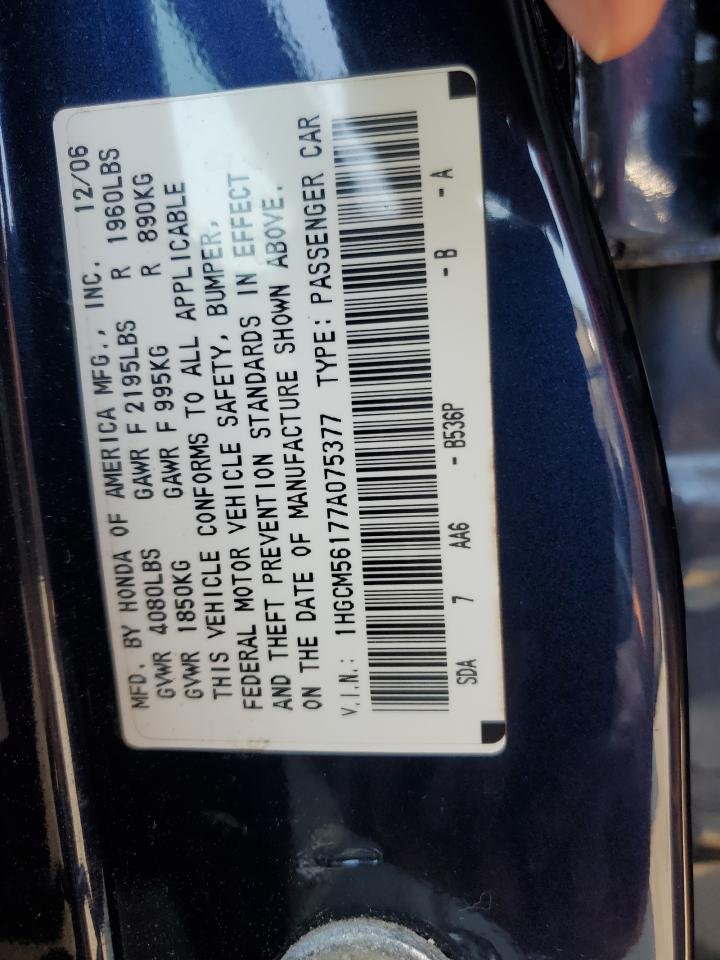 MFD. BY HONDA OF AMERICA MFG., INC. 12/06
GVWR 4080LBS GAWR F 2195LBS R 1960LBS
GVWR 1850KG GAWR F 995KG R 890KG
THIS VEHICLE CONFORMS TO ALL APPLICABLE
FEDERAL MOTOR VEHICLE SAFETY, BUMPER,
AND THEFT PREVENTION STANDARDS IN EFFECT
ON THE DATE OF MANUFACTURE SHOWN ABOVE.
V.I.N.: 1HGCM56177A075377 TYPE: PASSENGER CAR
SDA 7 AA6 - B536P - B - A